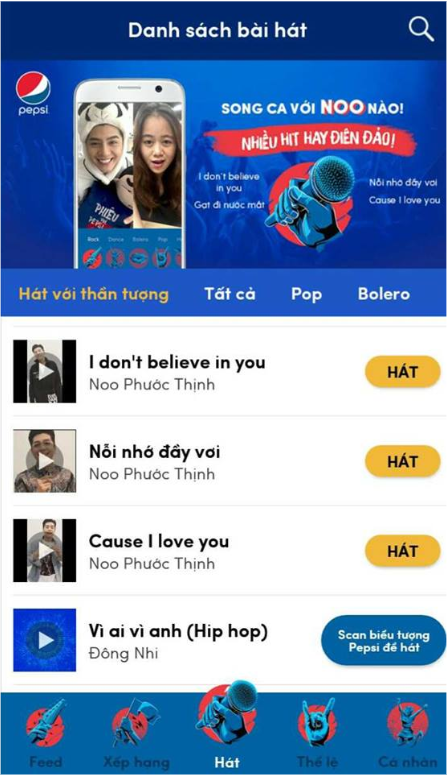 Danh sách bài hát
pepsi
SONG CA VỚI NOO NÀO!
NHIỀU HIT HAY ĐIÊN ĐẢO!
I don't believe
in you
Gạt đi nước mắt
Nỗi nhớ đầy vơi
Cause I love you
PHIÊU
Rock Dance Bolero Pop
Hát với thần tượng Tất cả Pop Bolero
I don't believe in you
Noo Phước Thịnh
HÁT
Nỗi nhớ đầy vơi
Noo Phước Thịnh
HÁT
Cause I love you
Noo Phước Thịnh
HÁT
Vì ai vì anh (Hip hop)
Đông Nhi
Scan biểu tượng
Pepsi để hát
Feed Xếp hạng Hát Thể lệ Cá nhân